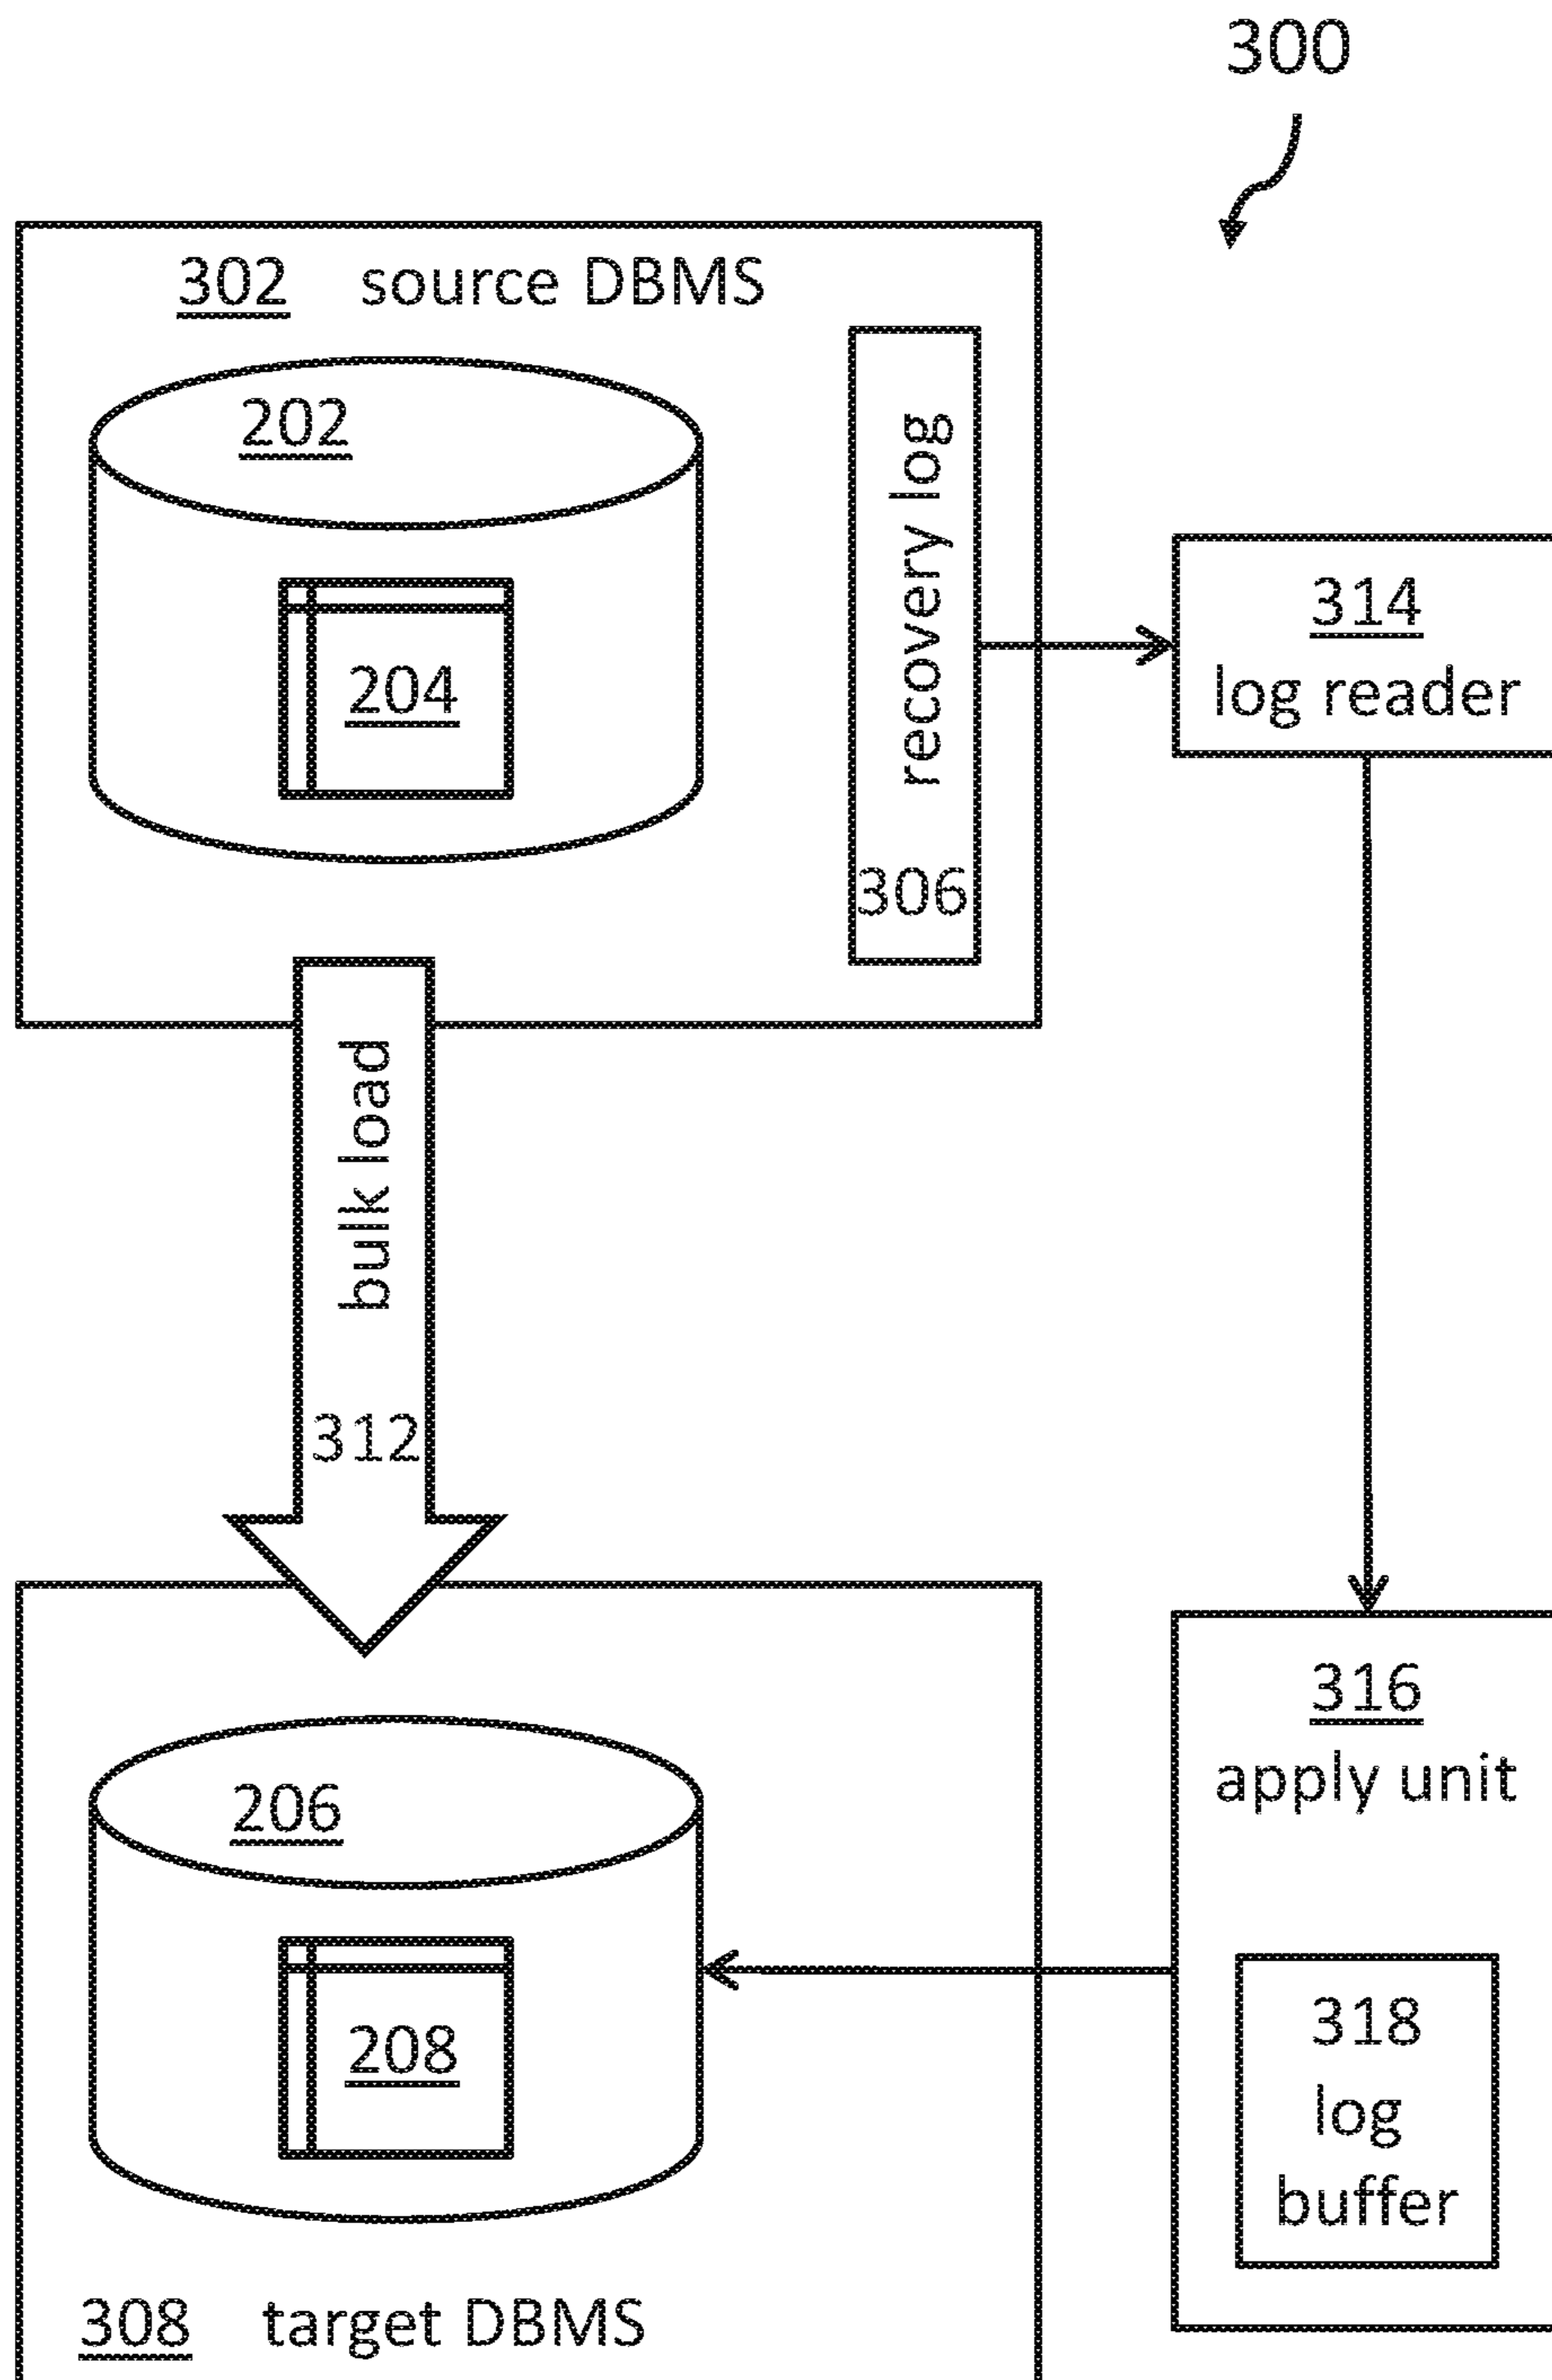 300
302 source DBMS
202
204
recovery log
306
314
log reader
bulk load
312
316
apply unit
206
208
318
log
buffer
308 target DBMS